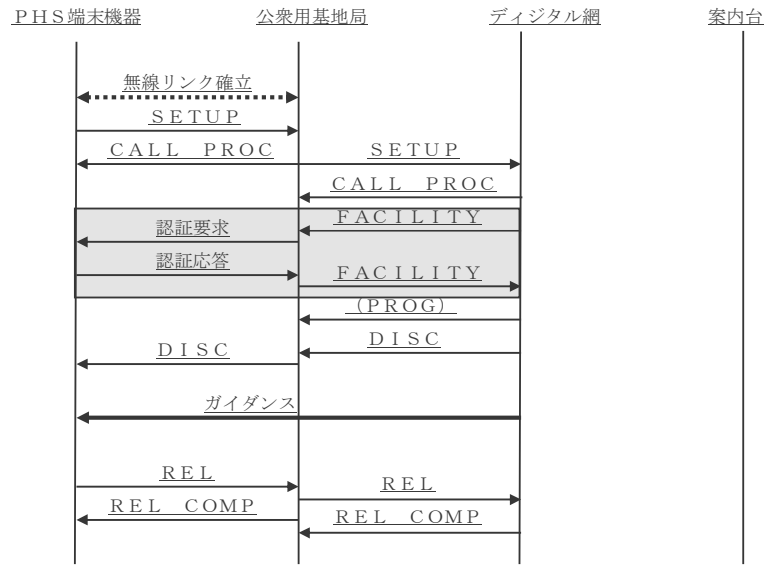 ＰＨＳ端末機器　公衆用基地局　ディジタル網　案内台
無線リンク確立
ＳＥＴＵＰ
ＣＡＬＬ　ＰＲＯＣ　ＳＥＴＵＰ
ＣＡＬＬ　ＰＲＯＣ
ＦＡＣＩＬＩＴＹ
認証要求
認証応答
ＦＡＣＩＬＩＴＹ
（ＰＲＯＧ）
ＤＩＳＣ
ＤＩＳＣ
ガイダンス
ＲＥＬ
ＲＥＬ
ＲＥＬ　ＣＯＭＰ
ＲＥＬ　ＣＯＭＰ